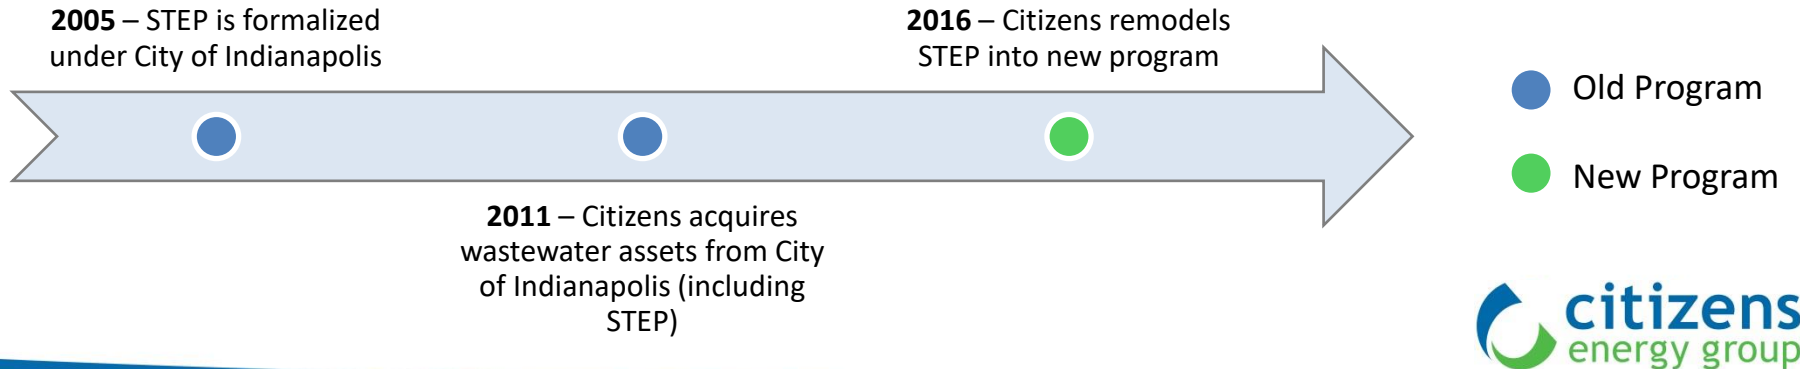 2005 – STEP is formalized
under City of Indianapolis
2011 – Citizens acquires
wastewater assets from City
of Indianapolis (including
STEP)
2016 – Citizens remodels
STEP into new program
Old Program
New Program
citizens
energy group